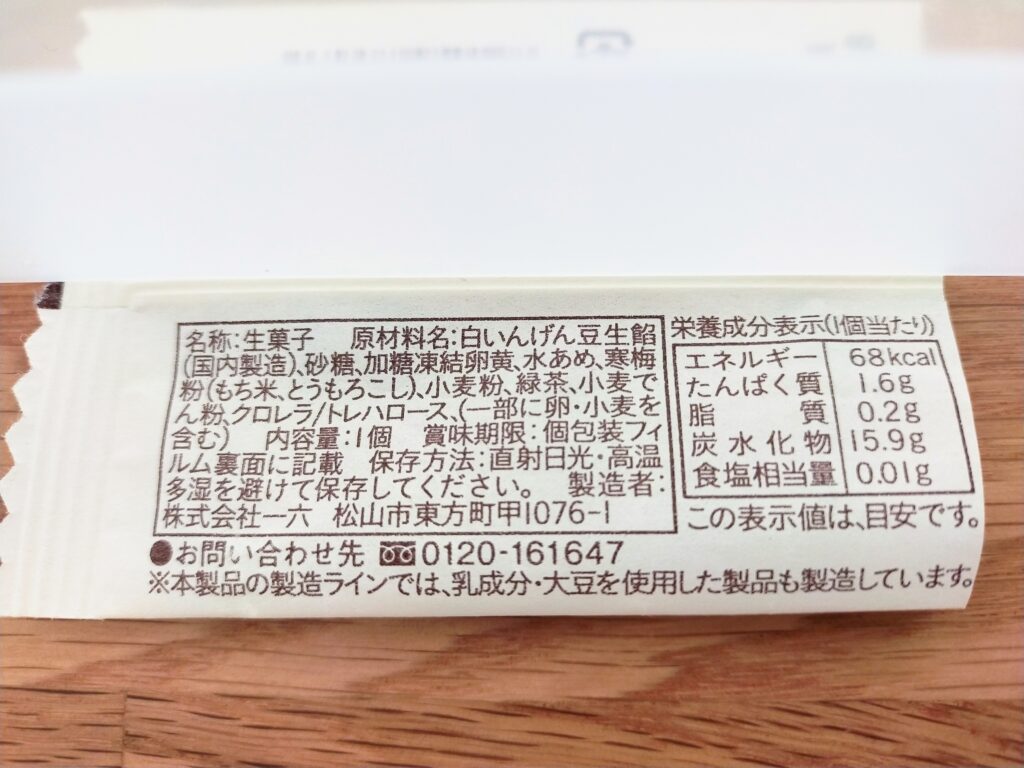 名称:生菓子 原材料名:白いんげん豆生餡
(国内製造)、砂糖、加糖凍結卵黄、水あめ、寒梅
粉(もち米、とうもろこし)、小麦粉、緑茶、小麦で
ん粉、クロレラ/トレハロース、(一部に卵・小麦を
含む) 内容量:1個 賞味期限:個包装フィ
ルム裏面に記載 保存方法:直射日光・高温
多湿を避けて保存してください。 製造者:
株式会社一六 松山市東方町甲1076-1
栄養成分表示(1個当たり)
エネルギー 68kcal
たんぱく質 1.6g
脂質 0.2g
炭水化物 15.9g
食塩相当量 0.01g
この表示値は、目安です。
●お問い合わせ先 0120-161647
※本製品の製造ラインでは、乳成分・大豆を使用した製品も製造しています。